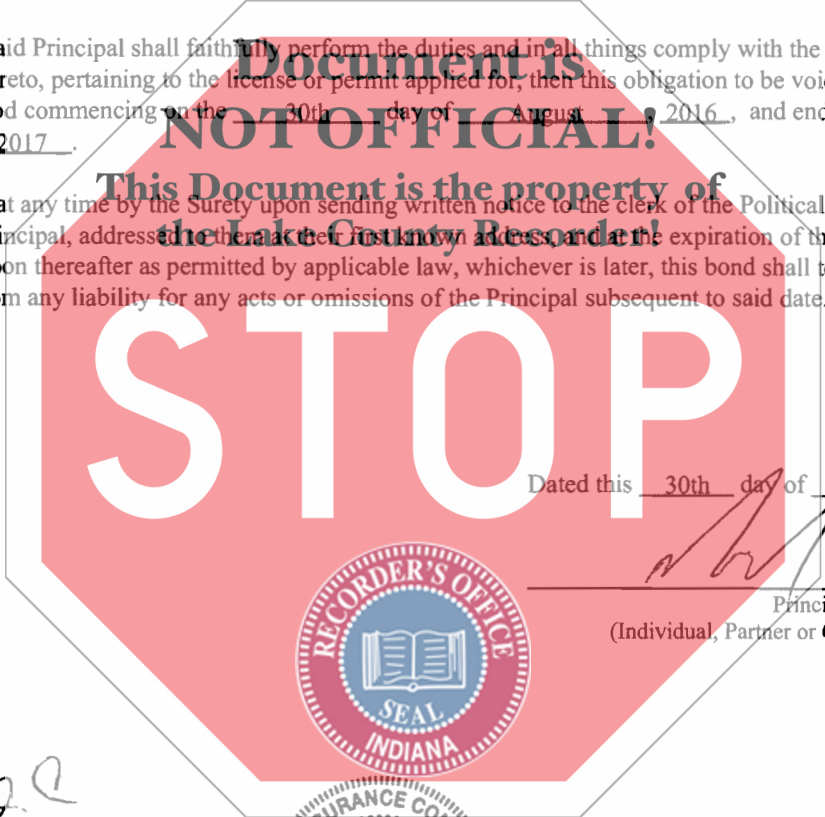 Document is
NOT OFFICIAL!
This Document is the property of
the Lake County Recorder!
aid Principal shall faithfully perform the duties and in all things comply with the
reto, pertaining to the license or permit applied for, then this obligation to be voi
d commencing on the 30th day of August, 2016, and end
2017.
at any time by the Surety upon sending written notice to the clerk of the Political
incipal, addressed to them at their first known address, and at the expiration of th
on thereafter as permitted by applicable law, whichever is later, this bond shall t
m any liability for any acts or omissions of the Principal subsequent to said date.
STOP
Dated this 30th day of
Princi
(Individual, Partner or
RECORDER'S OFFICE
SEAL
INDIANA
URANCE CO